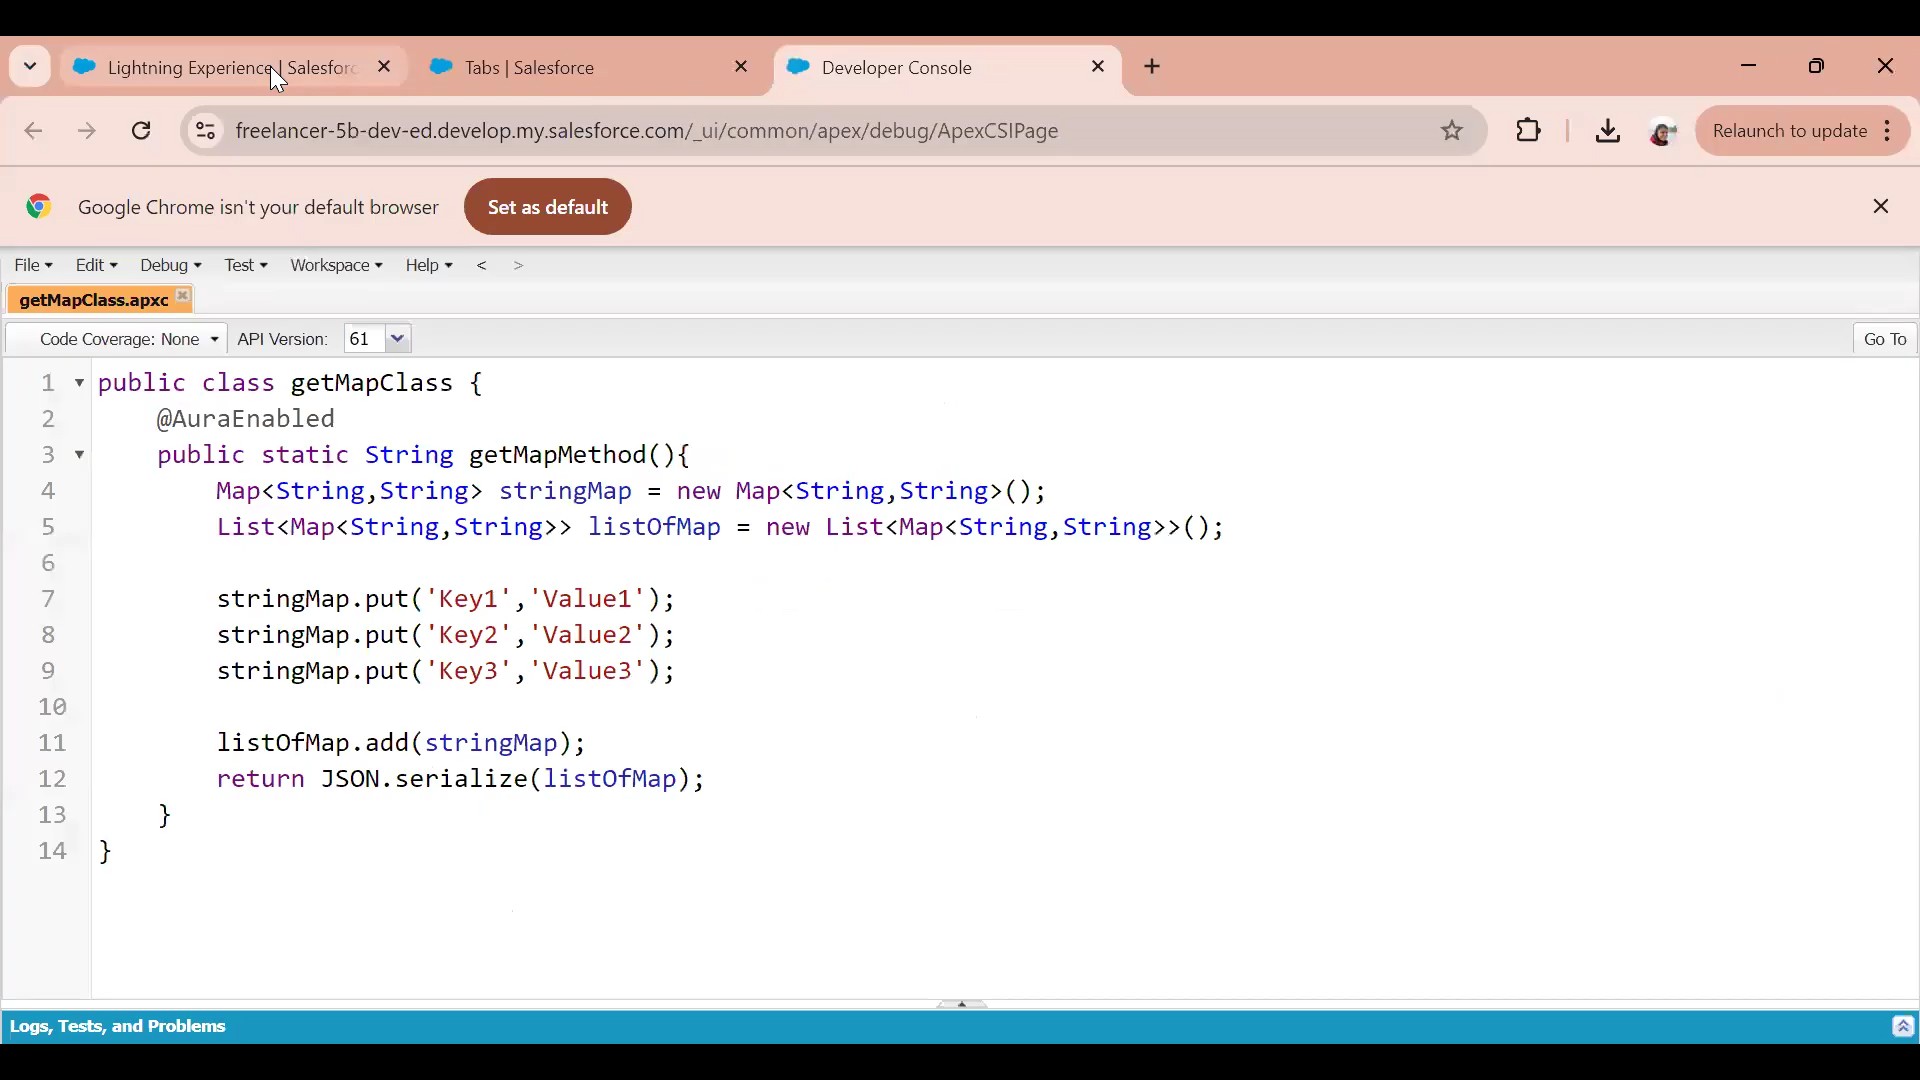 Lightning Experience | Salesforc
Tabs | Salesforce
Developer Console
freelancer-5b-dev-ed.develop.my.salesforce.com/_ui/common/apex/debug/ApexCSIPage
Relaunch to update
Google Chrome isn't your default browser
Set as default
File
Edit
Debug
Test
Workspace
Help
<
>
getMapClass.apxc
Code Coverage: None
API Version:
61
Go To
1 public class getMapClass {
2 @AuraEnabled
3 public static String getMapMethod(){
4 Map<String,String> stringMap = new Map<String,String>();
5 List<Map<String,String>> listOfMap = new List<Map<String,String>>();
6
7 stringMap.put('Key1','Value1');
8 stringMap.put('Key2','Value2');
9 stringMap.put('Key3','Value3');
10
11 listOfMap.add(stringMap);
12 return JSON.serialize(listOfMap);
13 }
14 }
Logs, Tests, and Problems